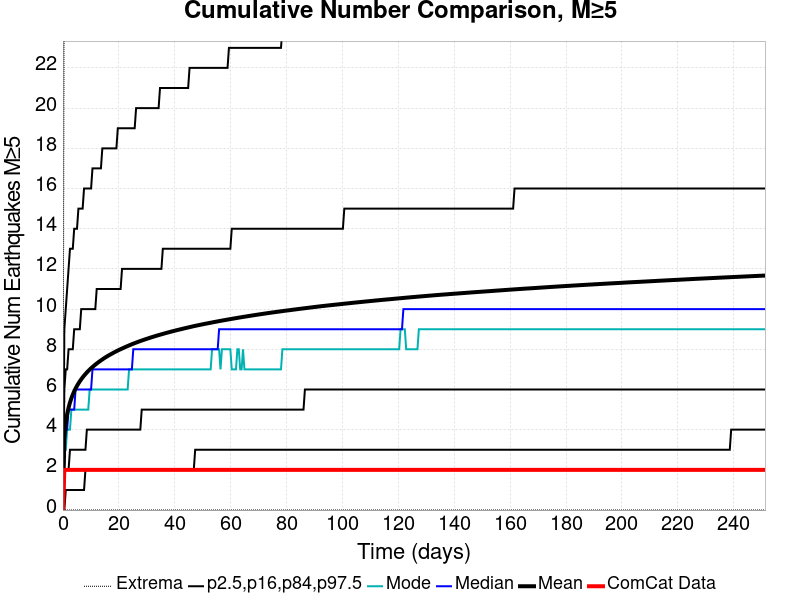 Cumulative Number Comparison, M≥5
Cumulative Num Earthquakes M≥5
22
20
18
16
14
12
10
8
6
4
2
0
0 20 40 60 80 100 120 140 160 180 200 220 240
Time (days)
Extrema p2.5,p16,p84,p97.5 Mode Median Mean ComCat Data